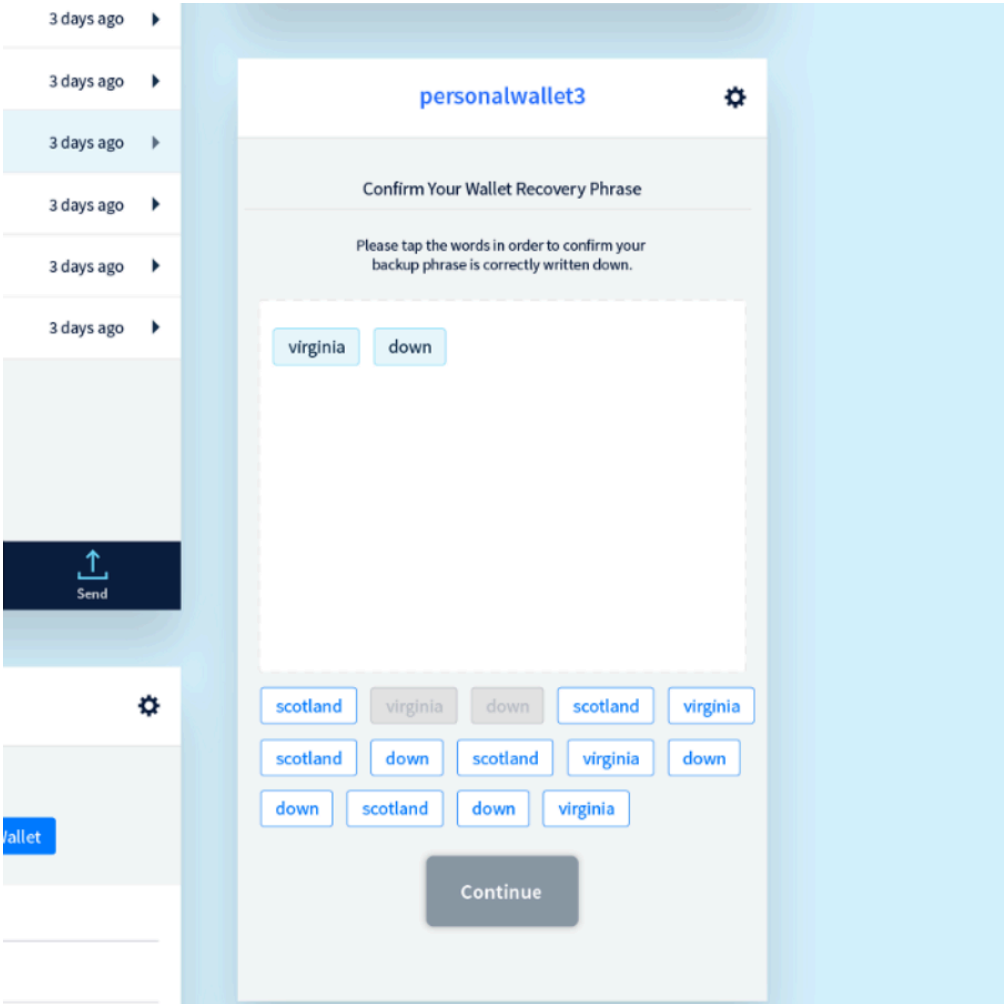 3 days ago
3 days ago
3 days ago
3 days ago
3 days ago
3 days ago
Send
personalwallet3
Confirm Your Wallet Recovery Phrase
Please tap the words in order to confirm your
backup phrase is correctly written down.
virginia down
scotland virginia down scotland virginia
scotland down scotland virginia down
down scotland down virginia
Continue